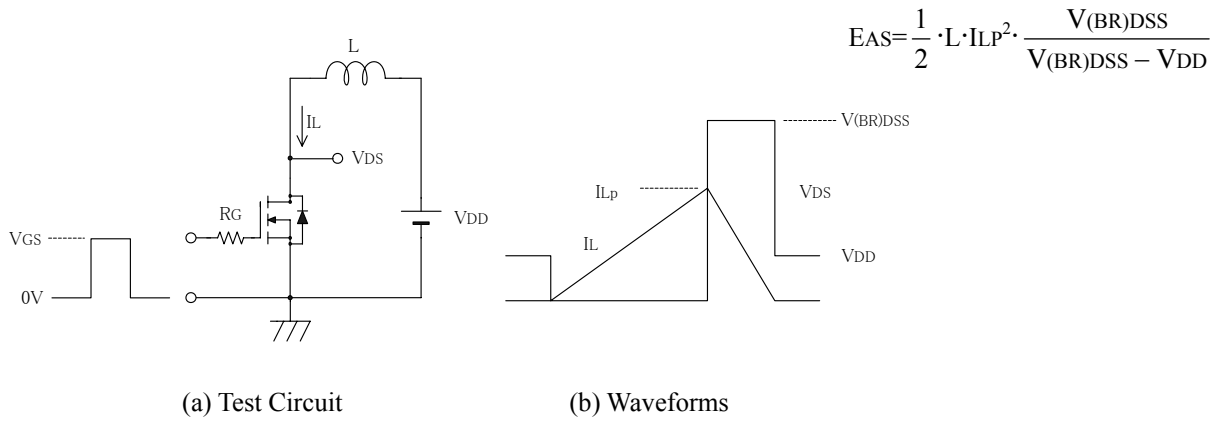 EAS=1/2 ·L·ILP²· V(BR)DSS/V(BR)DSS – VDD
L
IL
VDS
RG
VDD
VGS
0V
V(BR)DSS
ILp
VDS
IL
VDD
(a) Test Circuit
(b) Waveforms